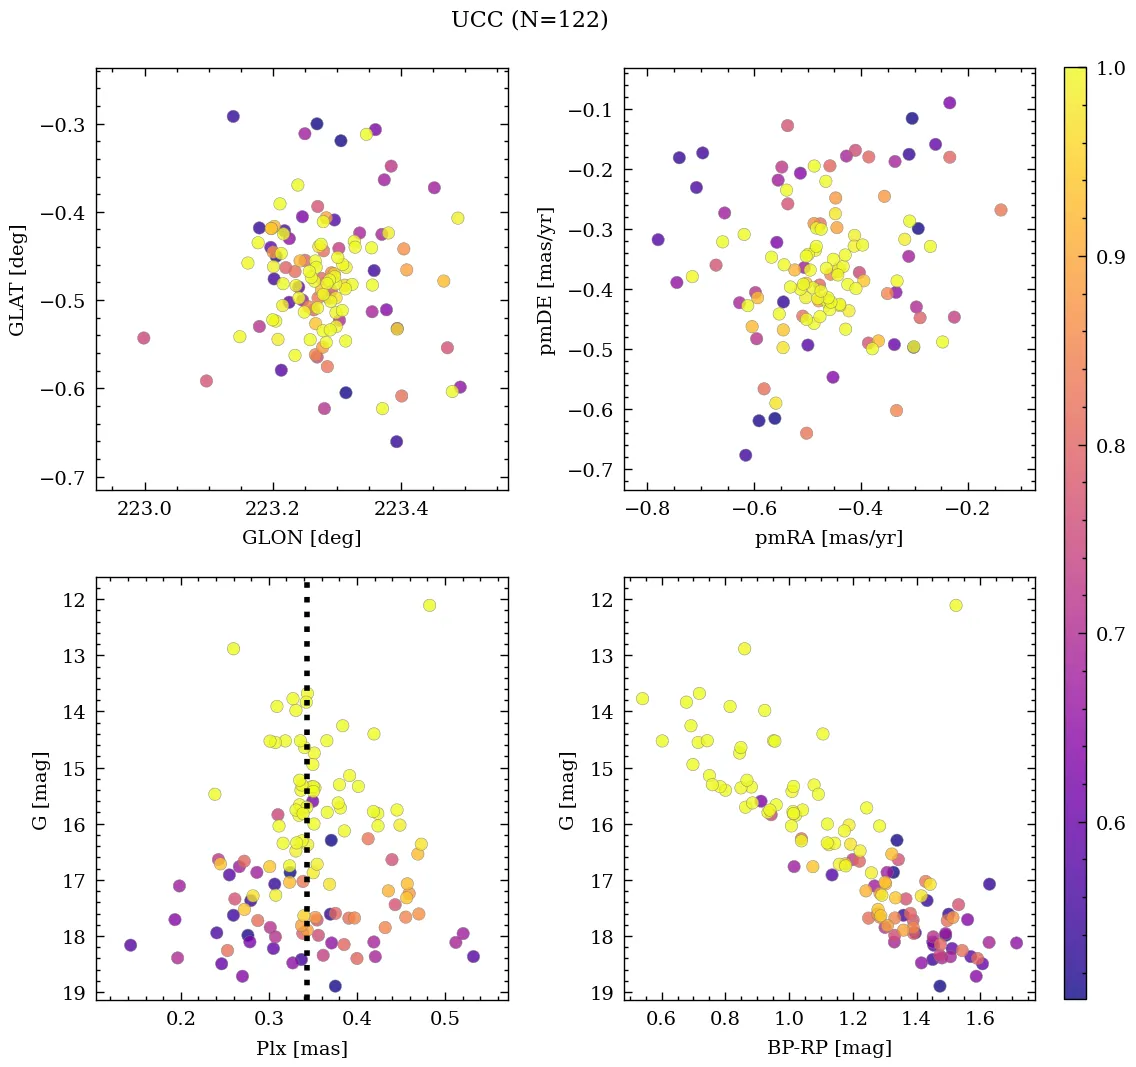 UCC (N=122)
−0.3
−0.4
−0.5
−0.6
−0.7
GLAT [deg]
223.0 223.2 223.4
GLON [deg]
−0.1
−0.2
−0.3
−0.4
−0.5
−0.6
−0.7
pmDE [mas/yr]
−0.8 −0.6 −0.4 −0.2
pmRA [mas/yr]
12
13
14
15
16
17
18
19
G [mag]
0.2 0.3 0.4 0.5
Plx [mas]
12
13
14
15
16
17
18
19
G [mag]
0.6 0.8 1.0 1.2 1.4 1.6
BP-RP [mag]
1.0
0.9
0.8
0.7
0.6